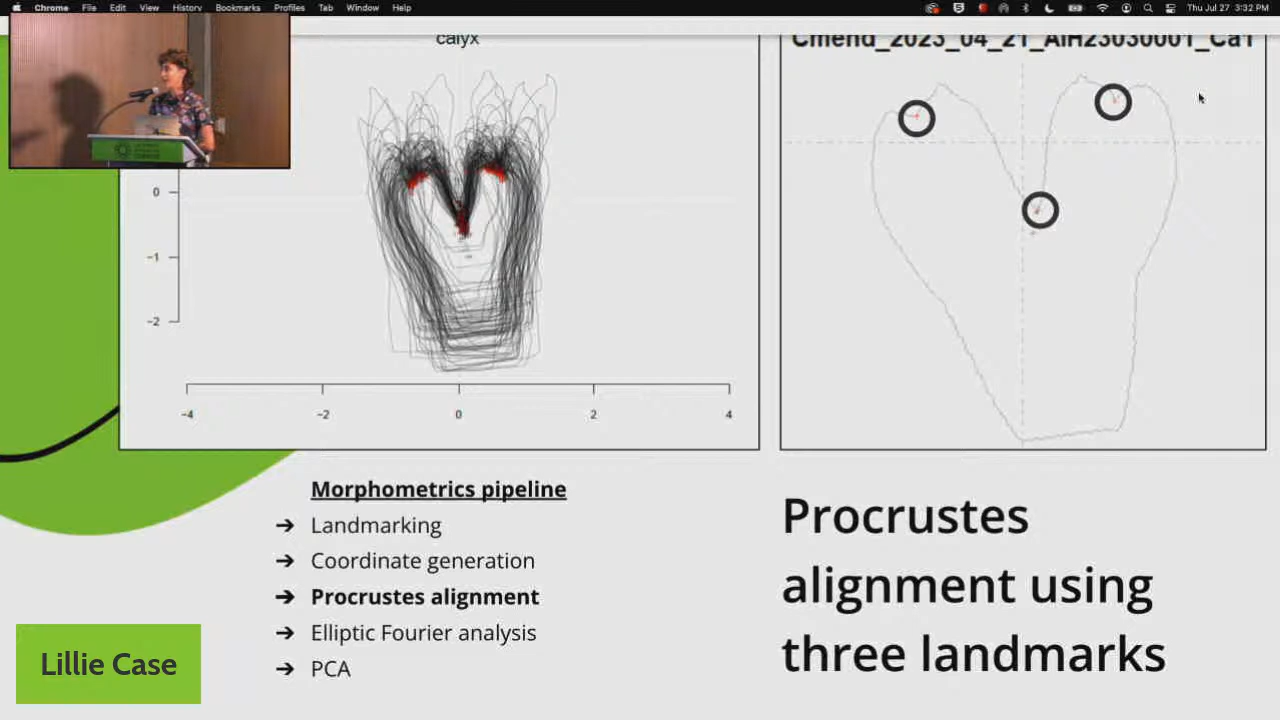 Chrome File Edit View History Bookmarks Profiles Tab Window Help
Thu Jul 27 3:32 PM
calyx
Cmend_2023_04_21_AIH23030001_Ca1
0
−1
−2
−4 −2 0 2 4
Morphometrics pipeline
➔ Landmarking
➔ Coordinate generation
➔ Procrustes alignment
➔ Elliptic Fourier analysis
➔ PCA
Procrustes
alignment using
three landmarks
Lillie Case